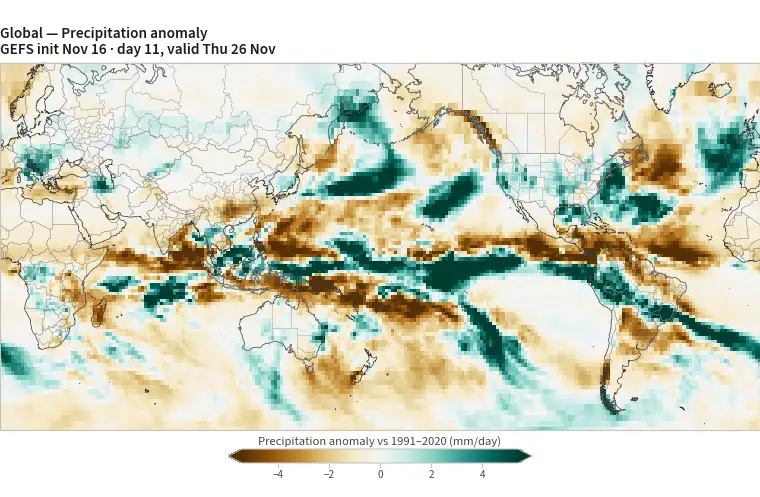 Global — Precipitation anomaly
GEFS init Nov 16 · day 11, valid Thu 26 Nov
Precipitation anomaly vs 1991–2020 (mm/day)
−4 −2 0 2 4